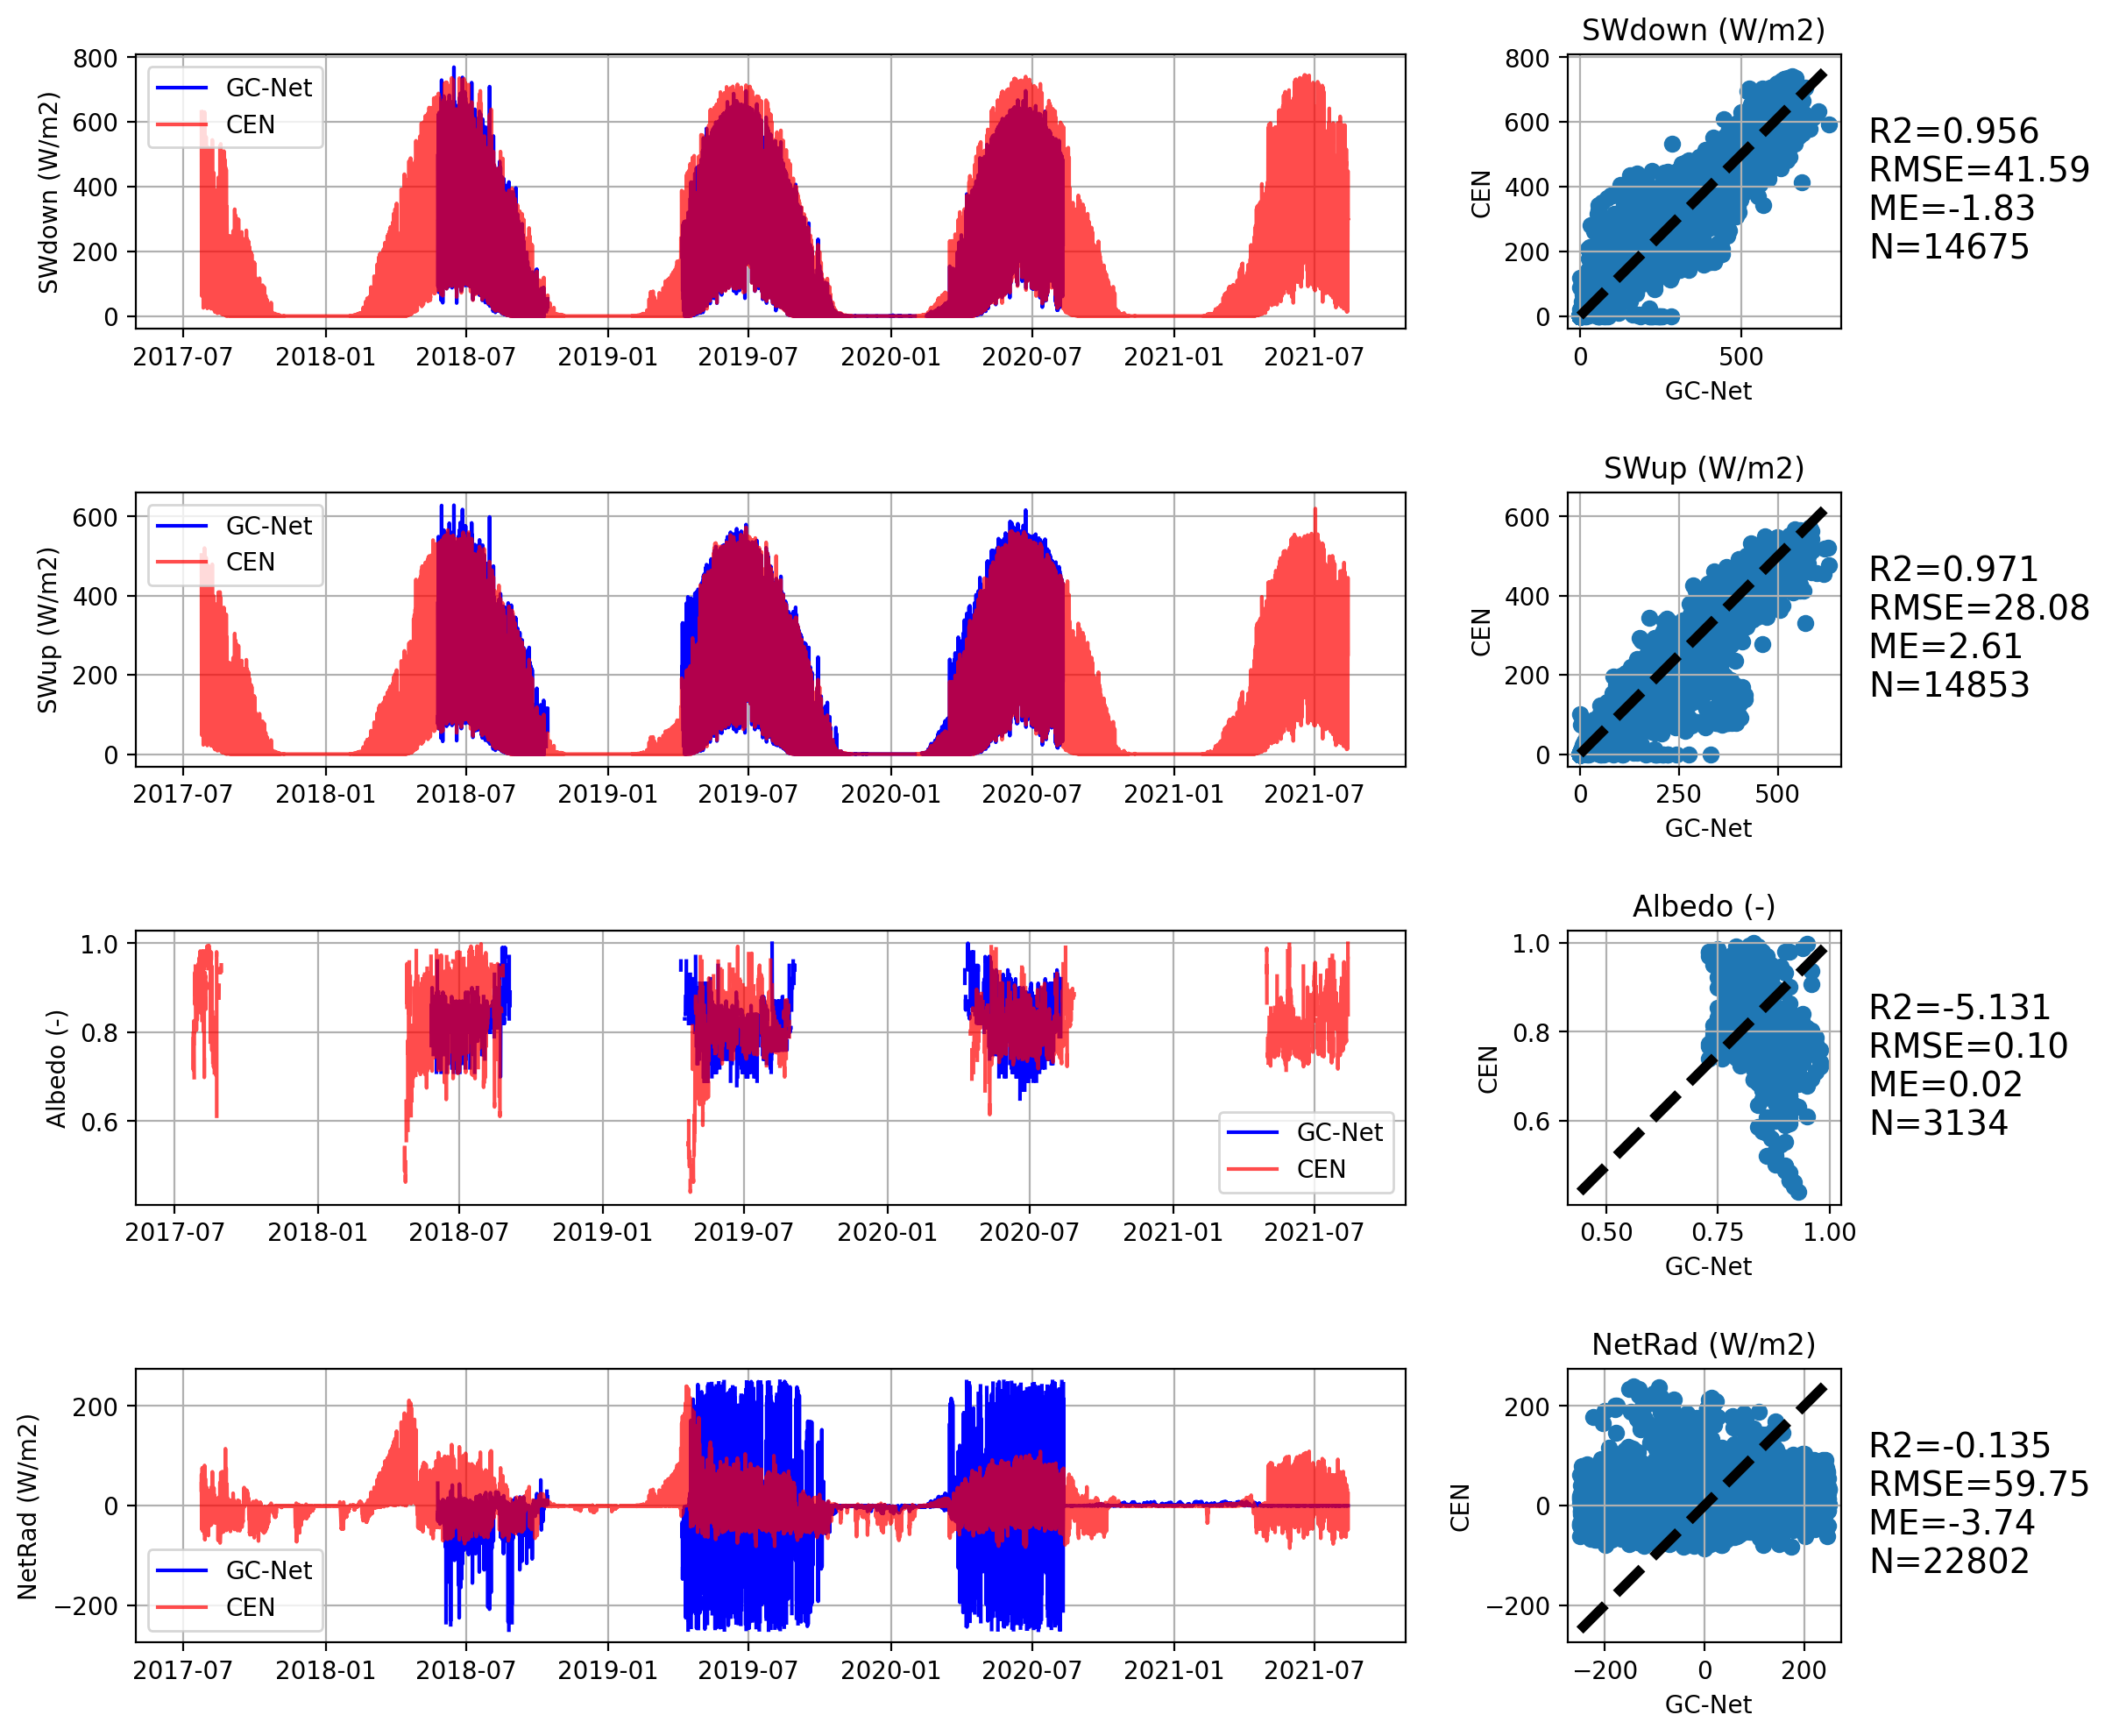 SWdown (W/m2)
800
600
400
200
0
SWdown (W/m2)
GC-Net
CEN
2017-07 2018-01 2018-07 2019-01 2019-07 2020-01 2020-07 2021-01 2021-07
800
600
400
200
0
CEN
0 500
GC-Net
R2=0.956
RMSE=41.59
ME=-1.83
N=14675
SWup (W/m2)
600
400
200
0
SWup (W/m2)
GC-Net
CEN
2017-07 2018-01 2018-07 2019-01 2019-07 2020-01 2020-07 2021-01 2021-07
600
400
200
0
CEN
0 250 500
GC-Net
R2=0.971
RMSE=28.08
ME=2.61
N=14853
Albedo (-)
1.0
0.8
0.6
Albedo (-)
GC-Net
CEN
2017-07 2018-01 2018-07 2019-01 2019-07 2020-01 2020-07 2021-01 2021-07
1.0
0.8
0.6
CEN
0.50 0.75 1.00
GC-Net
R2=-5.131
RMSE=0.10
ME=0.02
N=3134
NetRad (W/m2)
200
0
−200
NetRad (W/m2)
GC-Net
CEN
2017-07 2018-01 2018-07 2019-01 2019-07 2020-01 2020-07 2021-01 2021-07
200
0
−200
CEN
−200 0 200
GC-Net
R2=-0.135
RMSE=59.75
ME=-3.74
N=22802